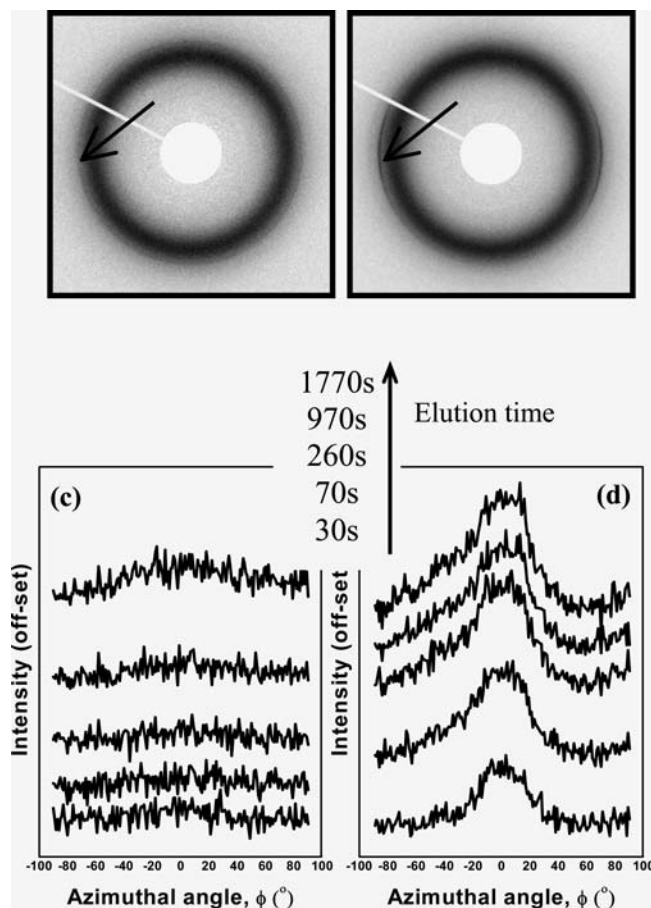 1770s
970s
260s
70s
30s
Elution time
(c)
(d)
Intensity (off-set)
Intensity (off-set
-100 -80 -60 -40 -20 0 20 40 60 80 100
-100 -80 -60 -40 -20 0 20 40 60 80 100
Azimuthal angle, ϕ (°)
Azimuthal angle, ϕ (°)